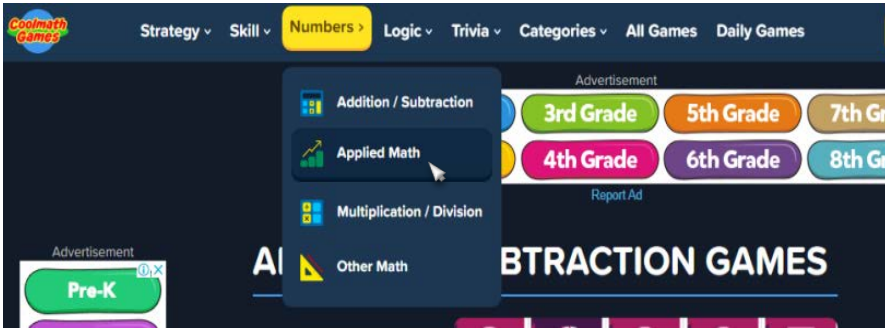 Coolmath Games
Strategy Skill Numbers Logic Trivia Categories All Games Daily Games
Advertisement
Addition / Subtraction
3rd Grade 5th Grade 7th Gr
Applied Math
4th Grade 6th Grade 8th G
Report Ad
Multiplication / Division
Advertisement
Other Math
A BTRACTION GAMES
Pre-K